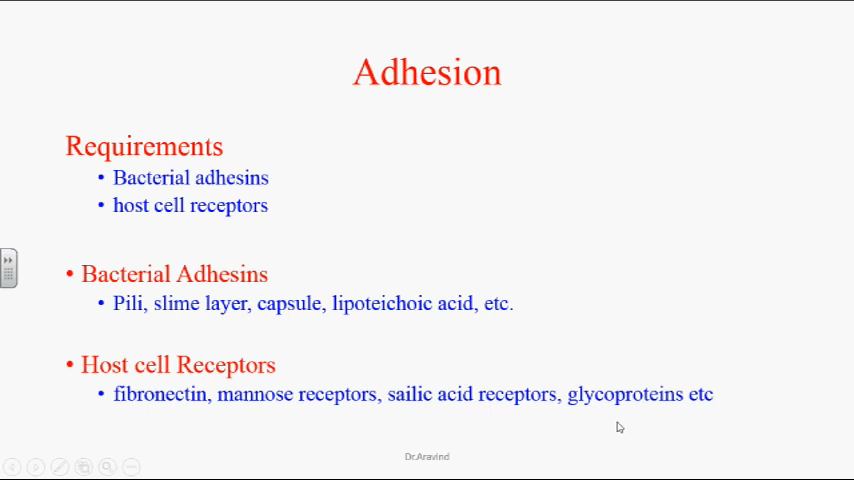 Adhesion
Requirements
• Bacterial adhesins
• host cell receptors
• Bacterial Adhesins
• Pili, slime layer, capsule, lipoteichoic acid, etc.
• Host cell Receptors
• fibronectin, mannose receptors, sailic acid receptors, glycoproteins etc
Dr.Aravind